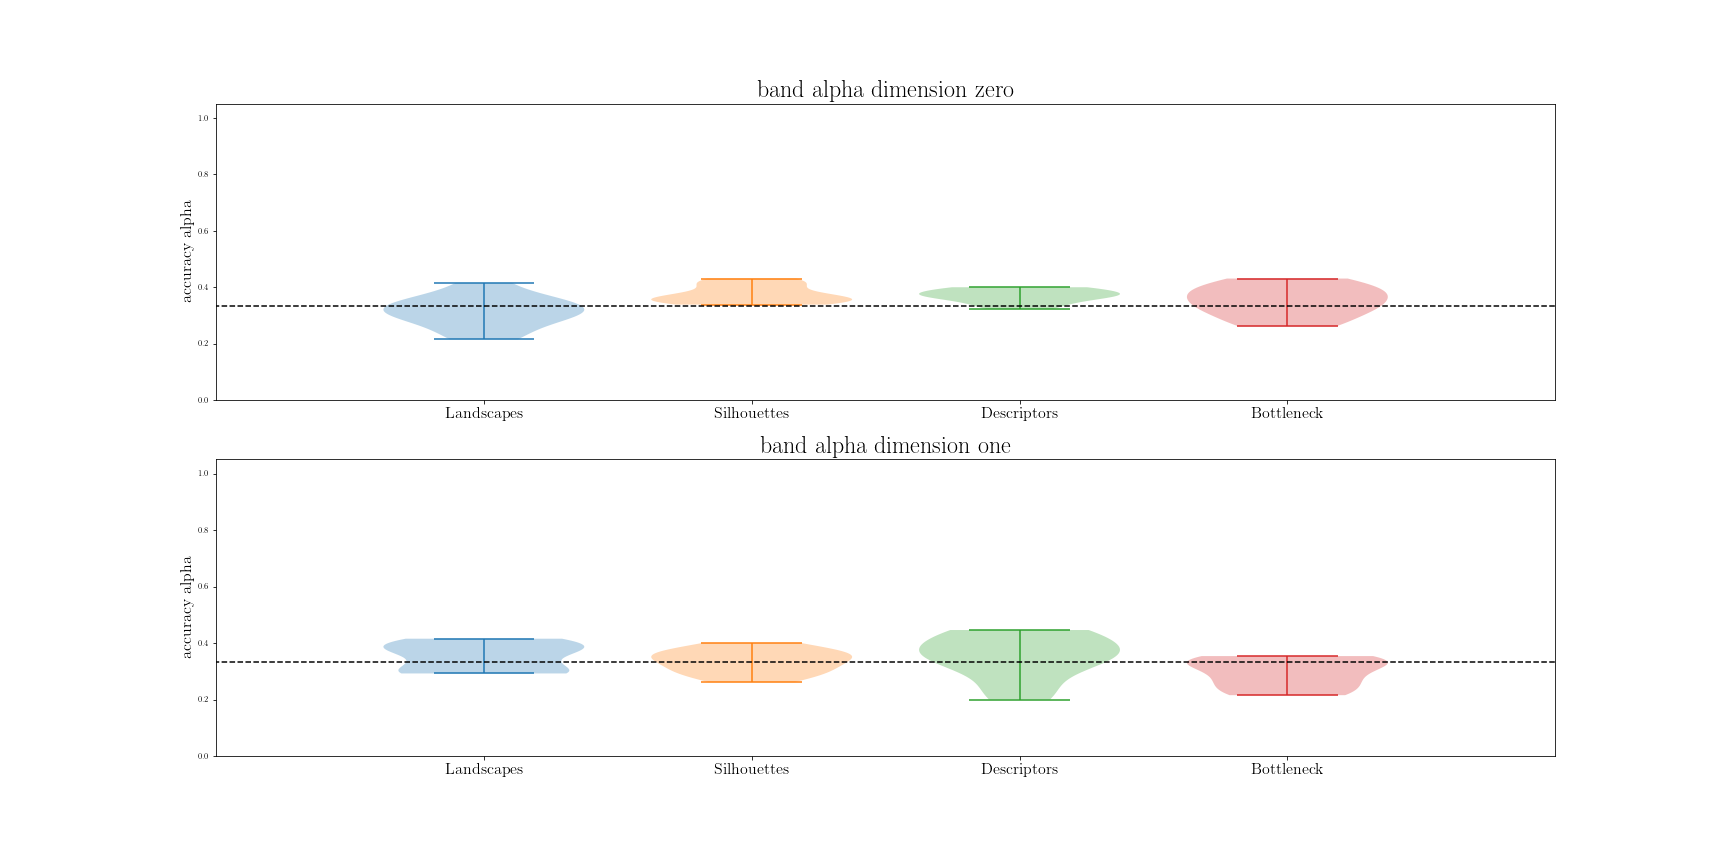 band alpha dimension zero
accuracy alpha
1.0
0.8
0.6
0.4
0.2
0.0
Landscapes Silhouettes Descriptors Bottleneck
band alpha dimension one
accuracy alpha
1.0
0.8
0.6
0.4
0.2
0.0
Landscapes Silhouettes Descriptors Bottleneck